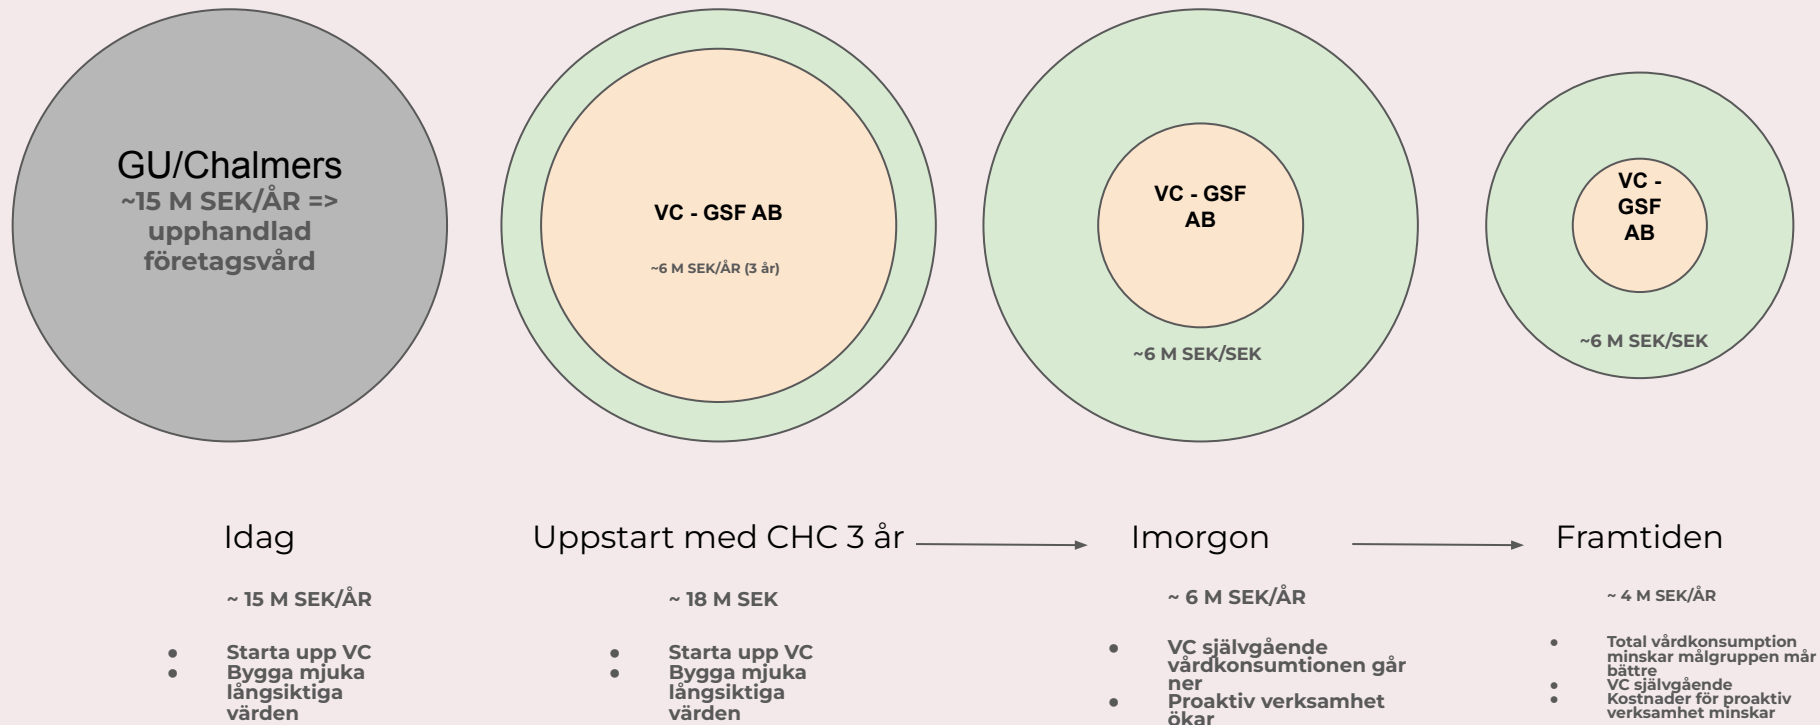 GU/Chalmers
~15 M SEK/ÅR =>
upphandlad
företagsvård
VC - GSF AB
~6 M SEK/ÅR (3 år)
VC - GSF
AB
~6 M SEK/SEK
VC -
GSF
AB
~6 M SEK/SEK
Idag
~ 15 M SEK/ÅR
● Starta upp VC
● Bygga mjuka
långsiktiga
värden
Uppstart med CHC 3 år
~ 18 M SEK
● Starta upp VC
● Bygga mjuka
långsiktiga
värden
Imorgon
~ 6 M SEK/ÅR
● VC självgående
vårdkonsumtionen går
ner
● Proaktiv verksamhet
ökar
Framtiden
~ 4 M SEK/ÅR
● Total vårdkonsumption
minskar målgruppen mår
bättre
● VC självgående
● Kostnader för proaktiv
verksamhet minskar